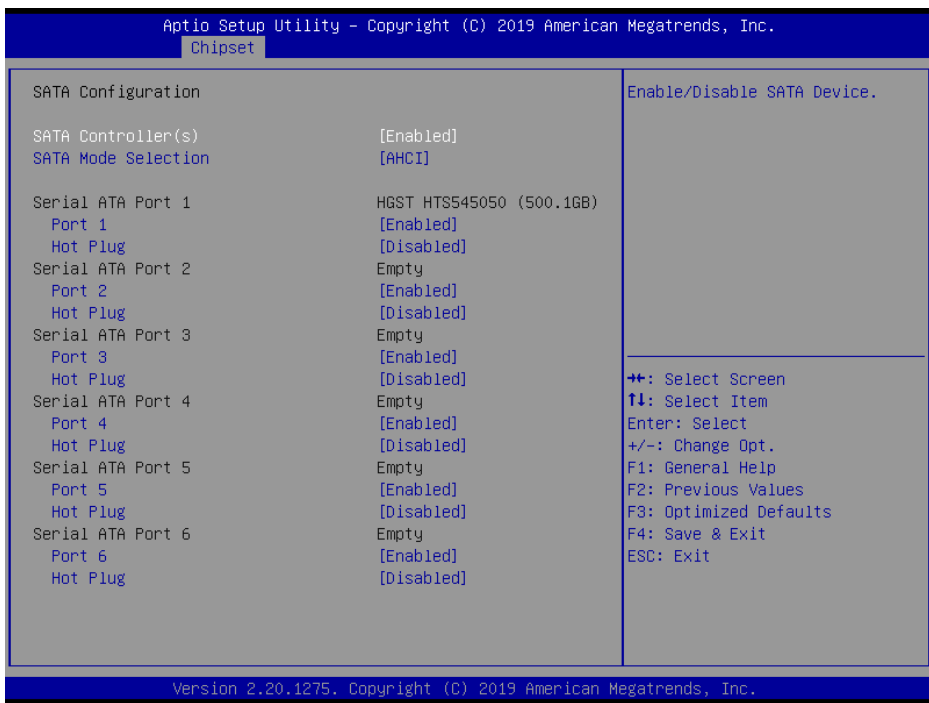 Aptio Setup Utility – Copyright (C) 2019 American Megatrends, Inc.
Chipset
SATA Configuration
SATA Controller(s) [Enabled]
SATA Mode Selection [AHCI]
Serial ATA Port 1 HGST HTS545050 (500.1GB)
Port 1 [Enabled]
Hot Plug [Disabled]
Serial ATA Port 2 Empty
Port 2 [Enabled]
Hot Plug [Disabled]
Serial ATA Port 3 Empty
Port 3 [Enabled]
Hot Plug [Disabled]
Serial ATA Port 4 Empty
Port 4 [Enabled]
Hot Plug [Disabled]
Serial ATA Port 5 Empty
Port 5 [Enabled]
Hot Plug [Disabled]
Serial ATA Port 6 Empty
Port 6 [Enabled]
Hot Plug [Disabled]
Enable/Disable SATA Device.
→←: Select Screen
↑↓: Select Item
Enter: Select
+/-: Change Opt.
F1: General Help
F2: Previous Values
F3: Optimized Defaults
F4: Save & Exit
ESC: Exit
Version 2.20.1275. Copyright (C) 2019 American Megatrends, Inc.